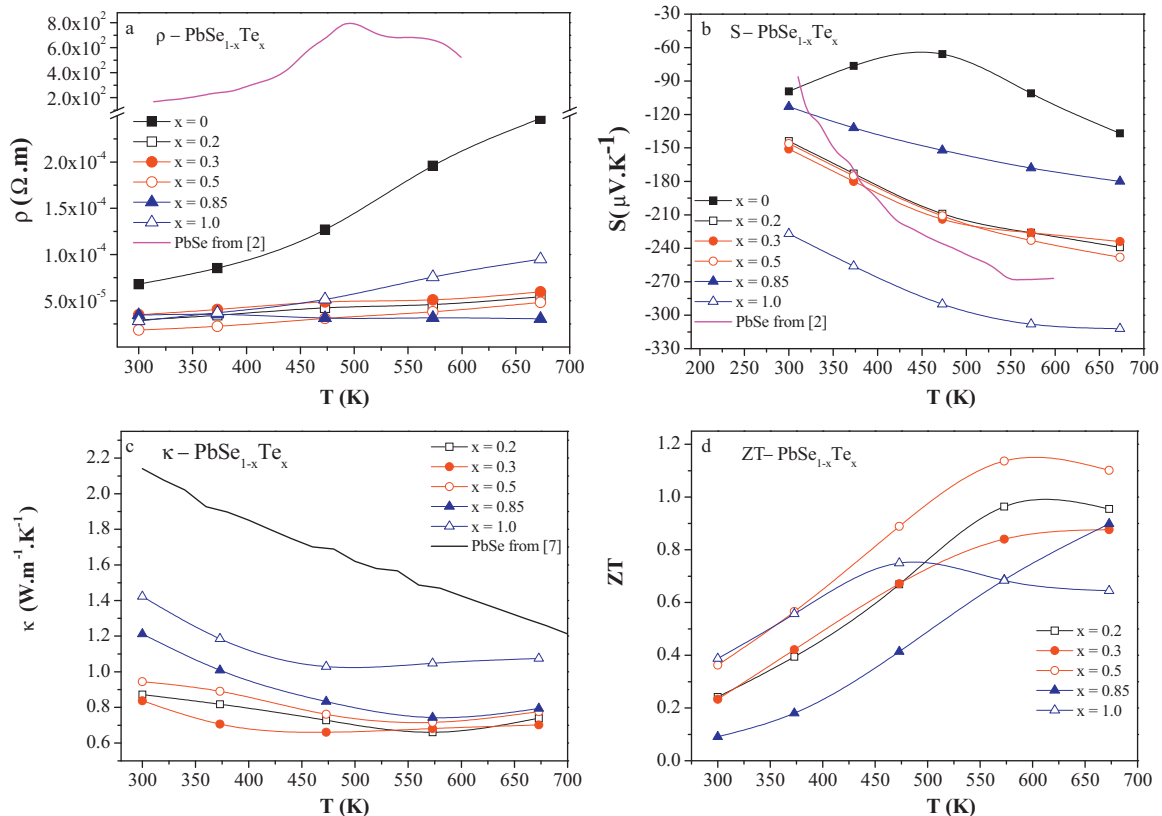 a
ρ – PbSe1-xTex
8.0x10²
6.0x10²
4.0x10²
2.0x10²
2.0x10⁻⁴
1.5x10⁻⁴
1.0x10⁻⁴
5.0x10⁻⁵
ρ (Ω.m)
x = 0
x = 0.2
x = 0.3
x = 0.5
x = 0.85
x = 1.0
PbSe from [2]
300 350 400 450 500 550 600 650 700
T (K)
b
S– PbSe1-xTex
-30
-60
-90
-120
-150
-180
-210
-240
-270
-300
-330
S(μV.K⁻¹)
x = 0
x = 0.2
x = 0.3
x = 0.5
x = 0.85
x = 1.0
PbSe from [2]
200 250 300 350 400 450 500 550 600 650 700
T (K)
c
κ – PbSe1-xTex
2.2
2.0
1.8
1.6
1.4
1.2
1.0
0.8
0.6
κ (W.m⁻¹.K⁻¹)
x = 0.2
x = 0.3
x = 0.5
x = 0.85
x = 1.0
PbSe from [7]
300 350 400 450 500 550 600 650 700
T (K)
d
ZT– PbSe1-xTex
1.2
1.0
0.8
0.6
0.4
0.2
0.0
ZT
x = 0.2
x = 0.3
x = 0.5
x = 0.85
x = 1.0
300 350 400 450 500 550 600 650 700
T (K)